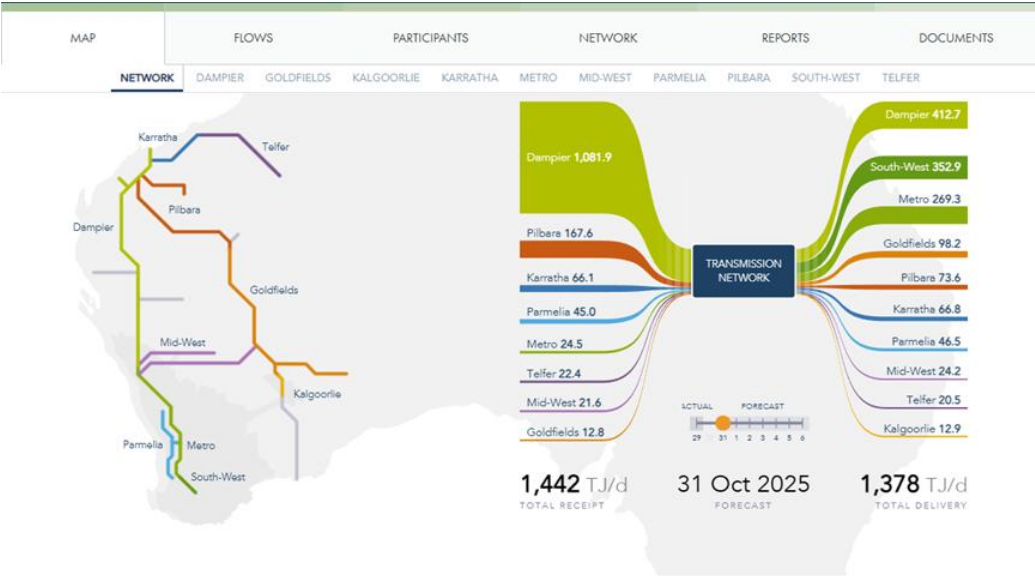 MAP FLOWS PARTICIPANTS NETWORK REPORTS DOCUMENTS
NETWORK DAMPIER GOLDFIELDS KALGOORLIE KARRATHA METRO MID-WEST PARMELIA PILBARA SOUTH-WEST TELFER
Karratha
Telfer
Pilbara
Dampier
Goldfields
Mid-West
Kalgoorlie
Parmelia
Metro
South-West
Dampier 1,081.9
Pilbara 167.6
Karratha 66.1
Parmelia 45.0
Metro 24.5
Telfer 22.4
Mid-West 21.6
Goldfields 12.8
TRANSMISSION
NETWORK
Dampier 412.7
South-West 352.9
Metro 269.3
Goldfields 98.2
Pilbara 73.6
Karratha 66.8
Parmelia 46.5
Mid-West 24.2
Telfer 20.5
Kalgoorlie 12.9
ACTUAL FORECAST
29 31 1 2 3 4 5 6
1,442 TJ/d
TOTAL RECEIPT
31 Oct 2025
FORECAST
1,378 TJ/d
TOTAL DELIVERY